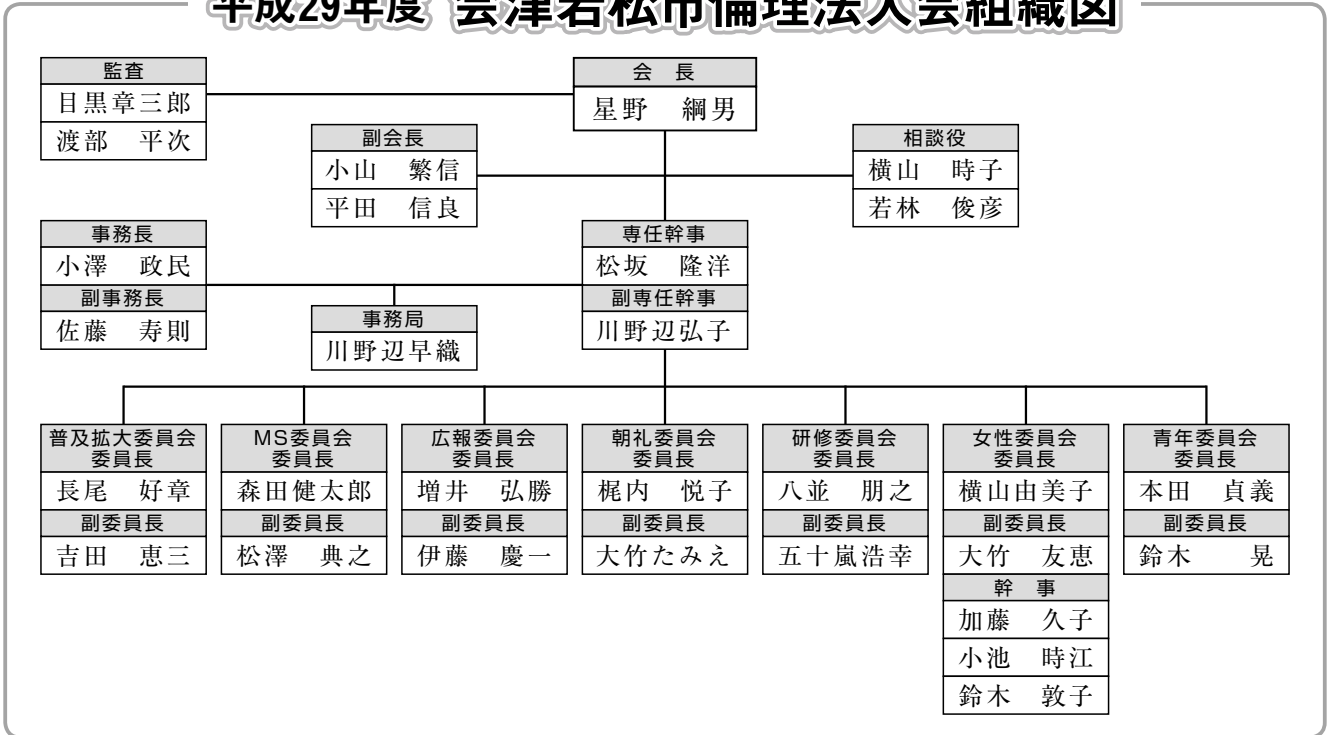 平成29年度 会津若松市倫理法人会組織図
監査
目黒章三郎
渡部 平次
会 長
星野 綱男
副会長
小山 繁信
平田 信良
相談役
横山 時子
若林 俊彦
事務長
小澤 政民
副事務長
佐藤 寿則
事務局
川野辺早織
専任幹事
松坂 隆洋
副専任幹事
川野辺弘子
普及拡大委員会
委員長
長尾 好章
副委員長
吉田 恵三
MS委員会
委員長
森田健太郎
副委員長
松澤 典之
広報委員会
委員長
増井 弘勝
副委員長
伊藤 慶一
朝礼委員会
委員長
梶内 悦子
副委員長
大竹たみえ
研修委員会
委員長
八並 朋之
副委員長
五十嵐浩幸
女性委員会
委員長
横山由美子
副委員長
大竹 友恵
幹 事
加藤 久子
小池 時江
鈴木 敦子
青年委員会
委員長
本田 貞義
副委員長
鈴木 晃